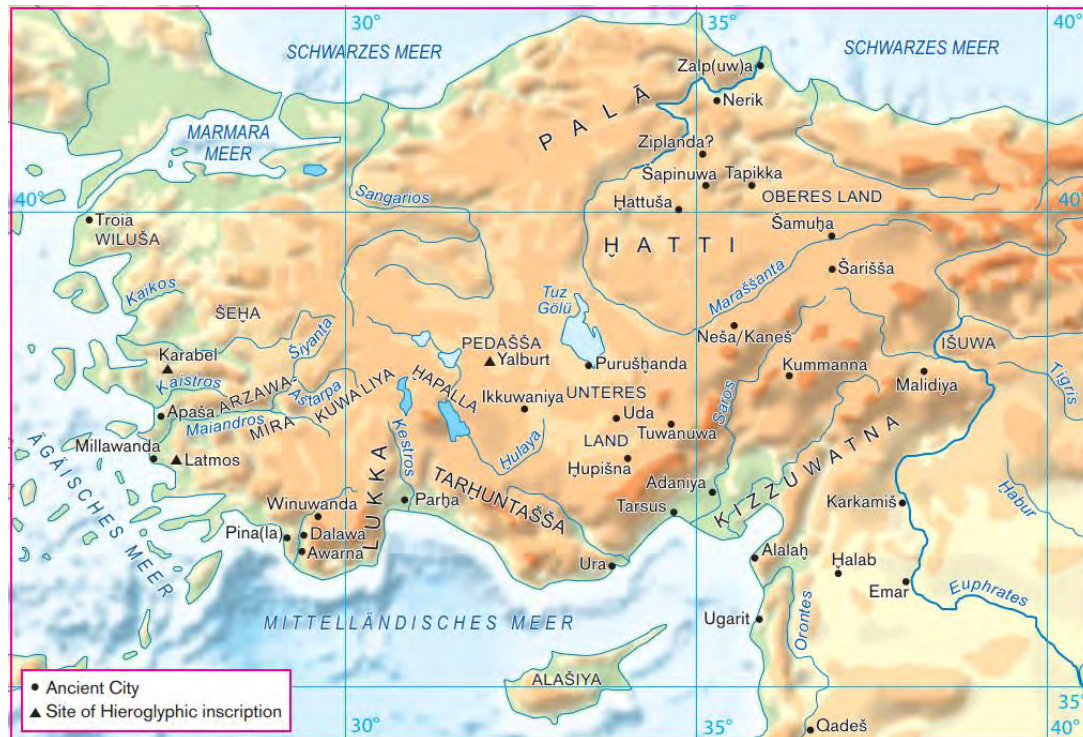 30°
35°
40°
SCHWARZES MEER
SCHWARZES MEER
Zalp(uw)a
Nerik
PALĀ
MARMARA
MEER
Ziplanda?
Šapinuwa
Tapikka
OBERES LAND
Sangarios
Ḫattuša
40°
40°
Troia
WILUŠA
ḪATTI
Šamuḫa
Šarišša
Maraššanta
Kaikos
Tuz
Gölü
ŠEḪA
Šiyanta
PEDAŠŠA
Yalburt
Neša/Kaneš
IŠUWA
Karabel
Purušḫanda
Kummanna
Malidiya
Tigris
Kaistros
ARZAWA
Astarpa
ḪAPALLA
Ikkuwaniya
UNTERES
Saros
Apaša
Maiandros
MIRA
KUWALIYA
Uda
Tuwanuwa
Millawanda
Latmos
Kestros
Hulaya
LAND
Ḫupišna
ÄGÄISCHES MEER
LUKKA
TARḪUNTAŠŠA
Adaniya
KIZZUWATNA
Ḫabur
Winuwanda
Parḫa
Tarsus
Karkamiš
Pina(la)
Dalawa
Awarna
Ura
Alalaḫ
Ḫalab
Emar
Euphrates
MITTELLÄNDISCHES MEER
Ugarit
Orontes
ALAŠIYA
Ancient City
Site of Hieroglyphic inscription
35°
35°
30°
35°
40°
Qadeš